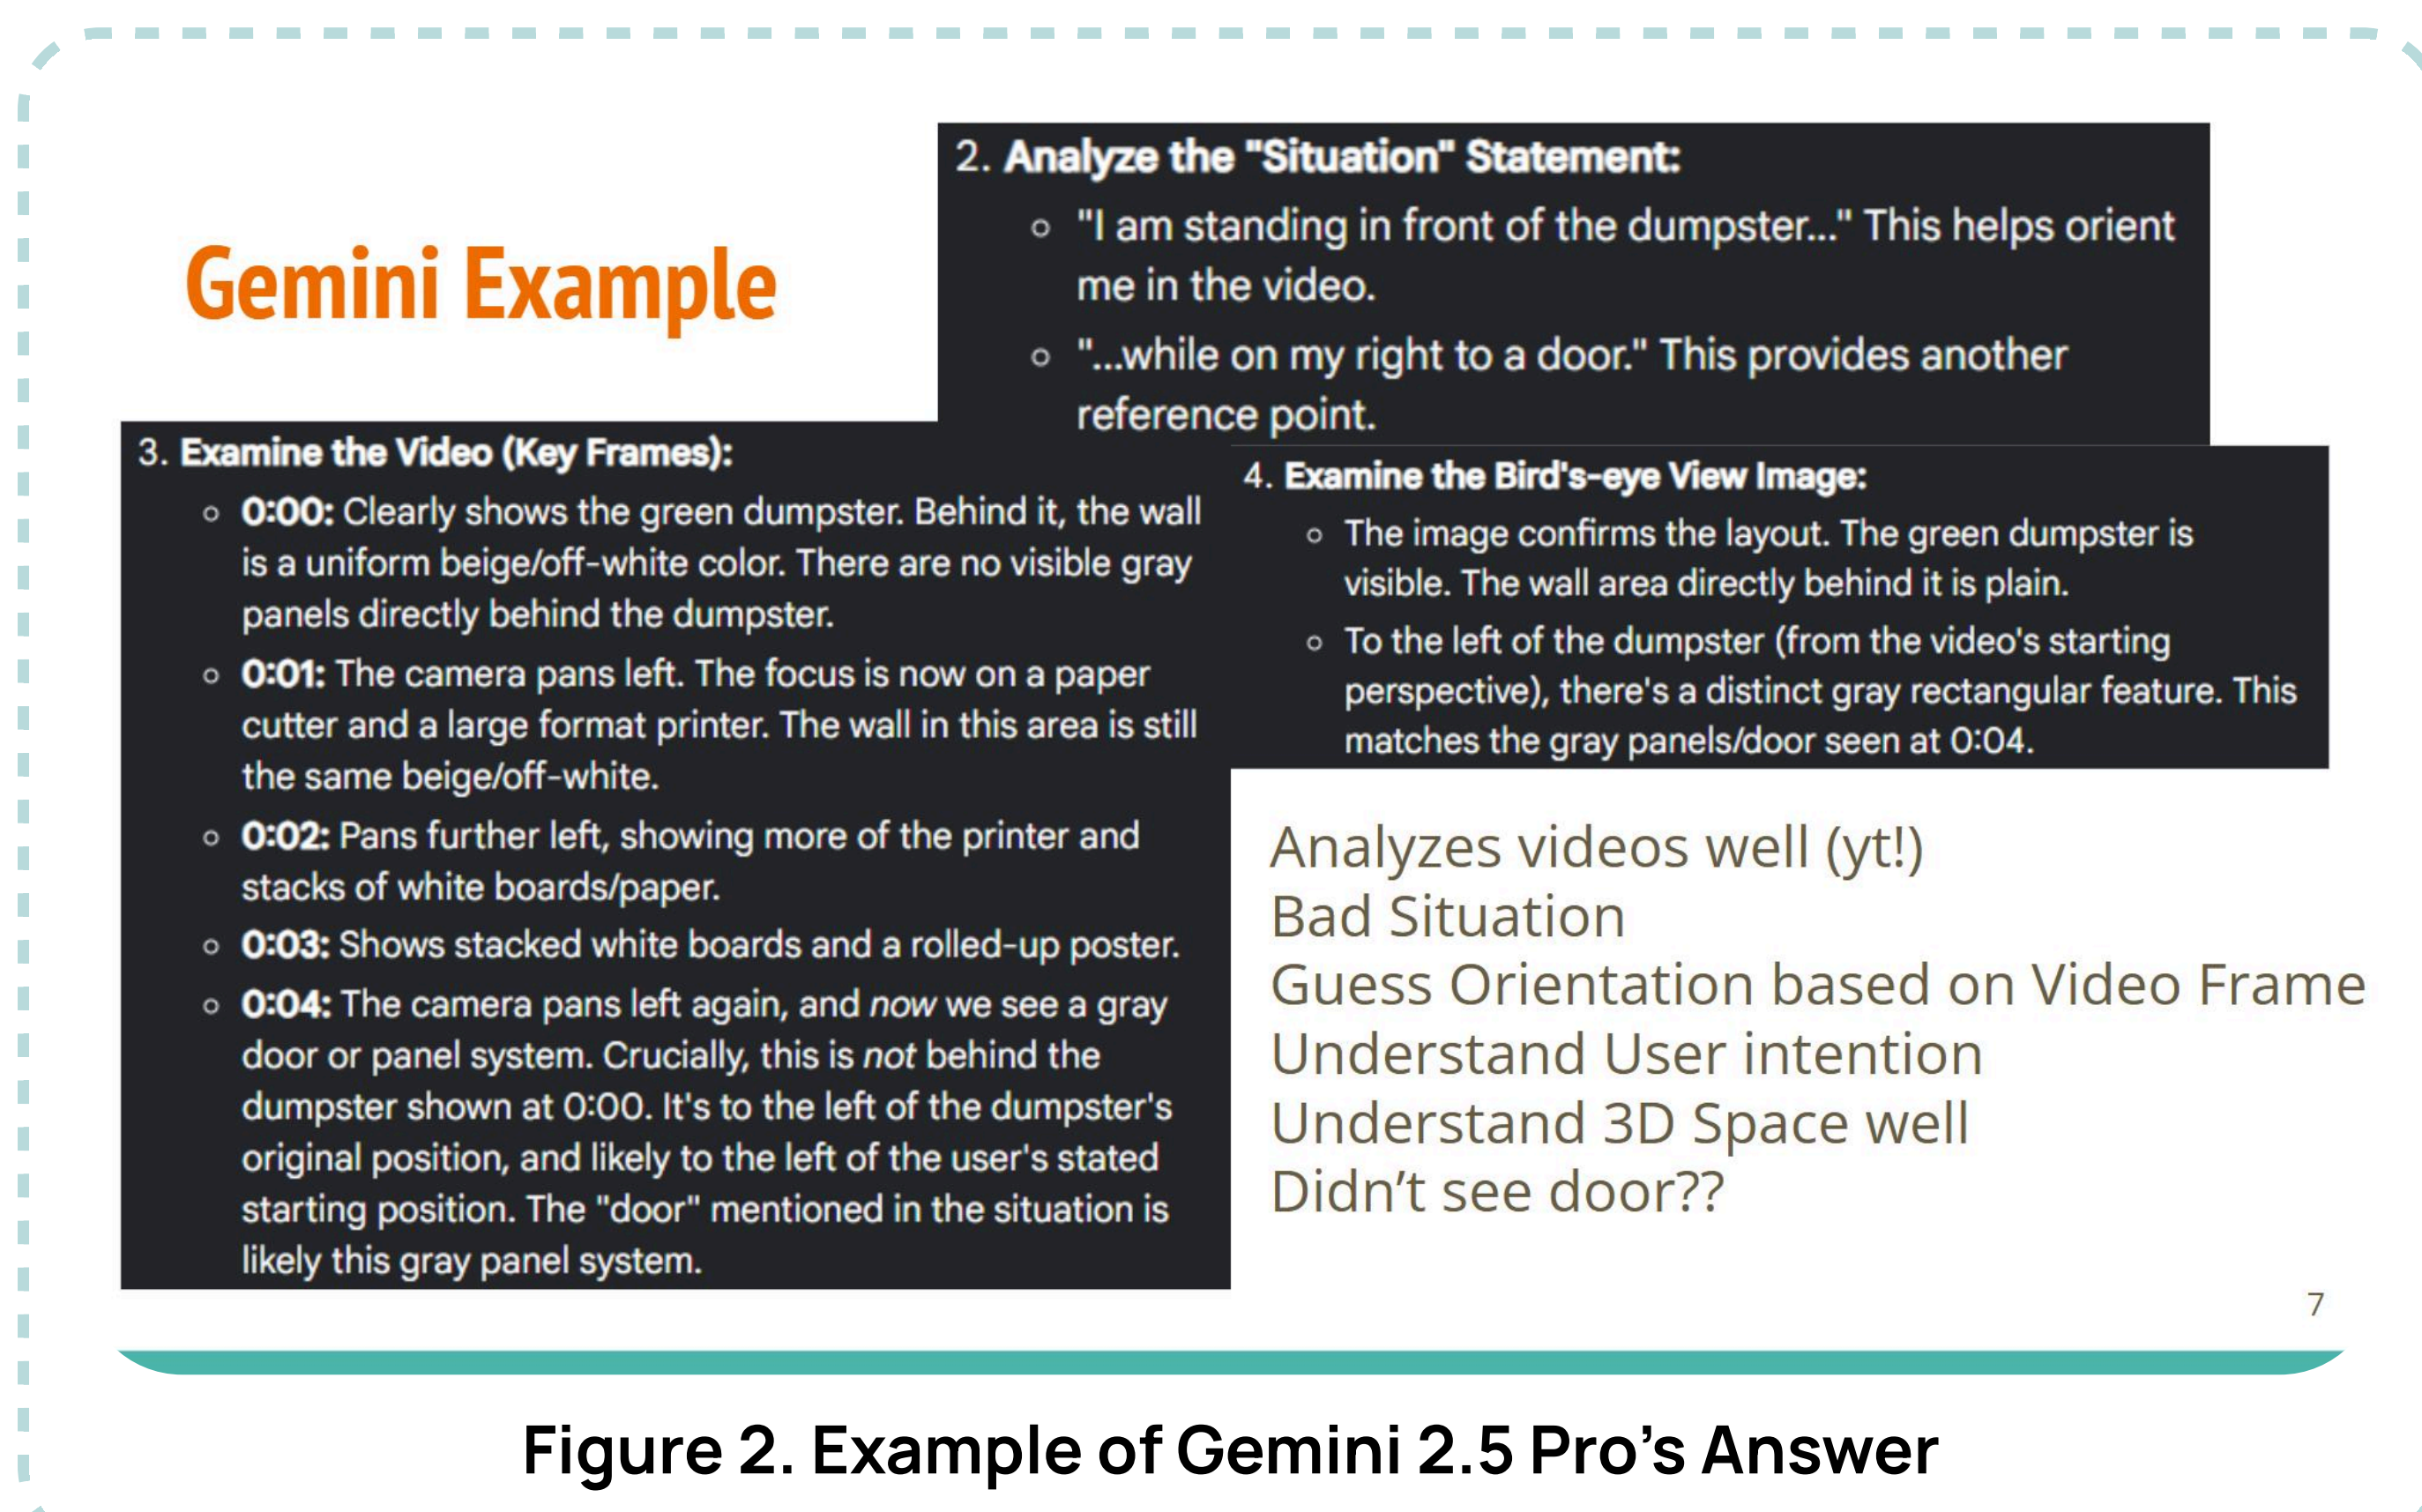 Gemini Example
2. Analyze the "Situation" Statement:
"I am standing in front of the dumpster..." This helps orient
me in the video.
"...while on my right to a door." This provides another
reference point.
3. Examine the Video (Key Frames):
0:00: Clearly shows the green dumpster. Behind it, the wall
is a uniform beige/off-white color. There are no visible gray
panels directly behind the dumpster.
0:01: The camera pans left. The focus is now on a paper
cutter and a large format printer. The wall in this area is still
the same beige/off-white.
0:02: Pans further left, showing more of the printer and
stacks of white boards/paper.
0:03: Shows stacked white boards and a rolled-up poster.
0:04: The camera pans left again, and now we see a gray
door or panel system. Crucially, this is not behind the
dumpster shown at 0:00. It's to the left of the dumpster's
original position, and likely to the left of the user's stated
starting position. The "door" mentioned in the situation is
likely this gray panel system.
4. Examine the Bird's-eye View Image:
The image confirms the layout. The green dumpster is
visible. The wall area directly behind it is plain.
To the left of the dumpster (from the video's starting
perspective), there's a distinct gray rectangular feature. This
matches the gray panels/door seen at 0:04.
Analyzes videos well (yt!)
Bad Situation
Guess Orientation based on Video Frame
Understand User intention
Understand 3D Space well
Didn’t see door??
7
Figure 2. Example of Gemini 2.5 Pro’s Answer